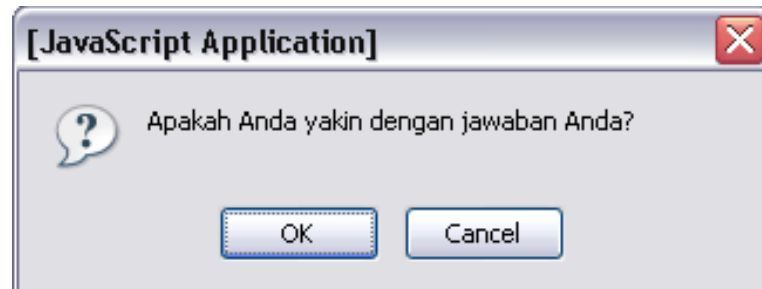 [JavaScript Application]
Apakah Anda yakin dengan jawaban Anda?
OK
Cancel